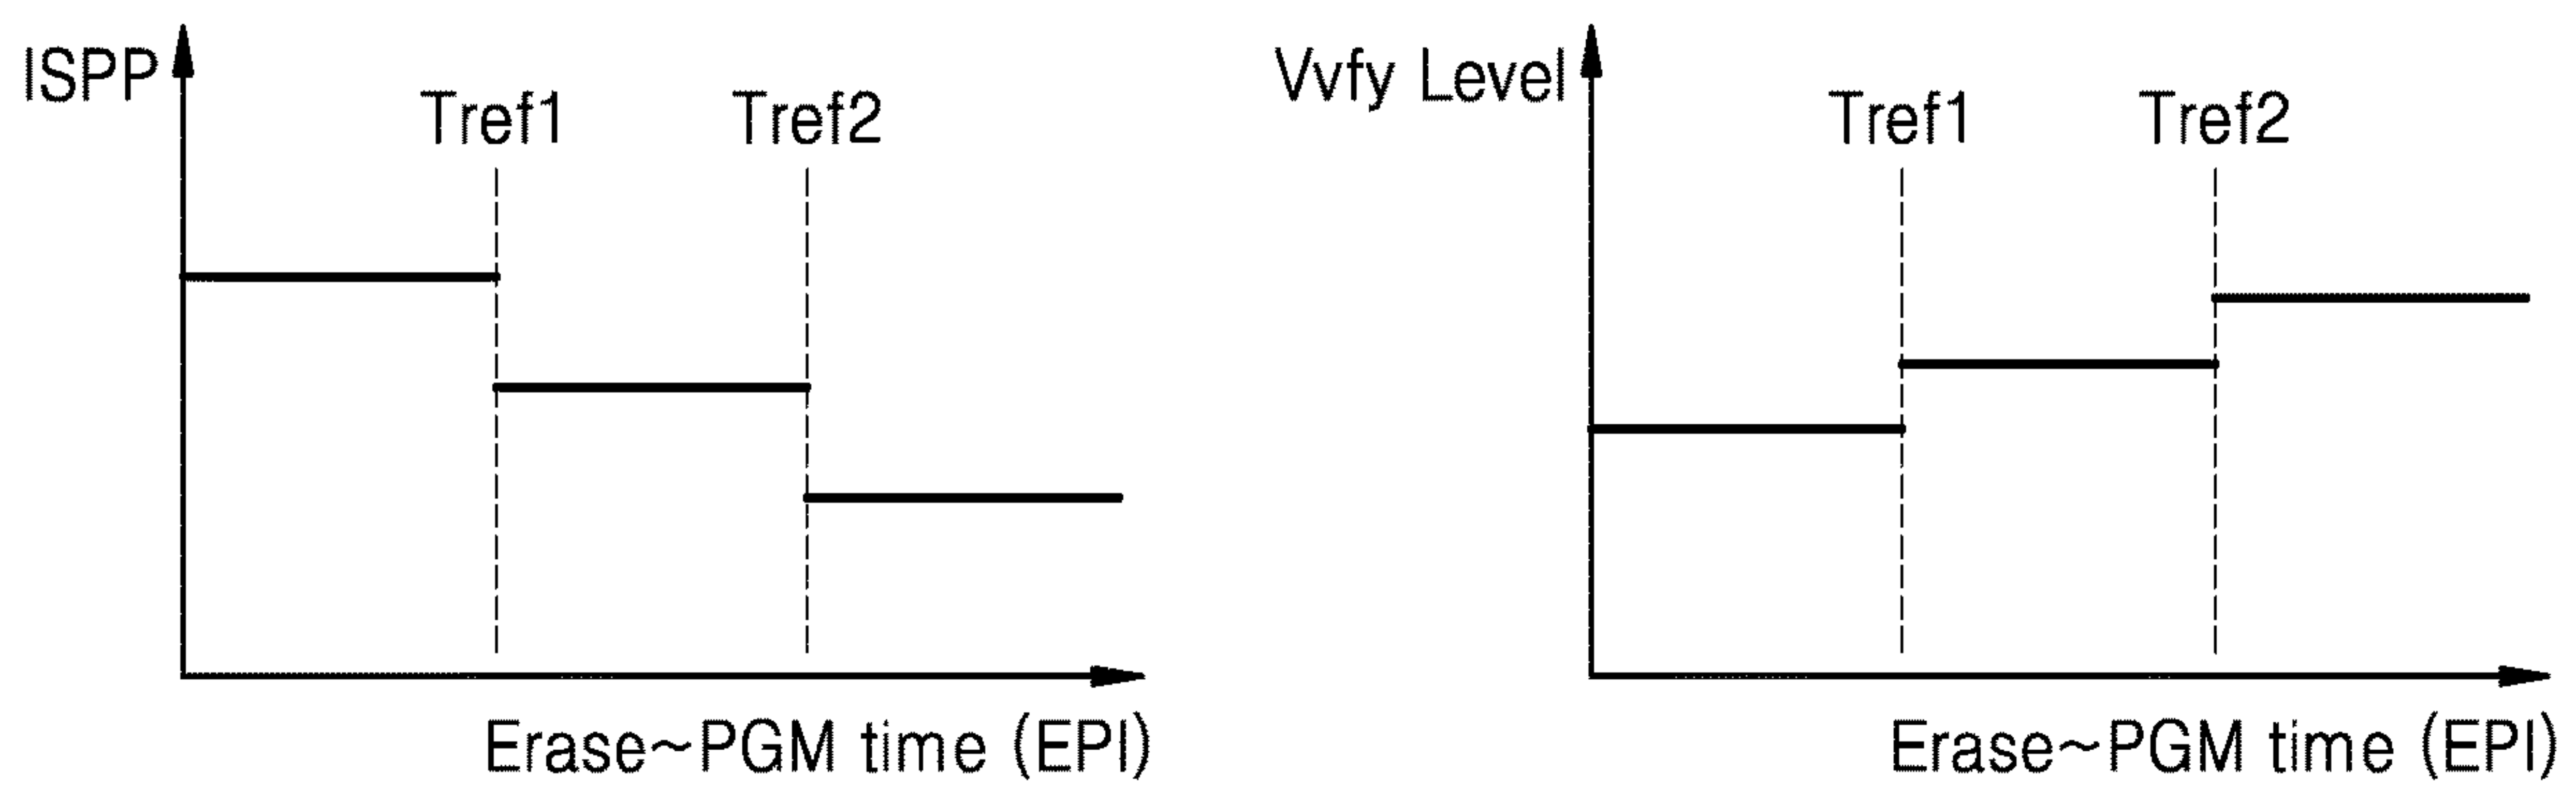 ISPP
Tref1
Tref2
Erase~PGM time (EPI)
Vvfy Level
Tref1
Tref2
Erase~PGM time (EPI)